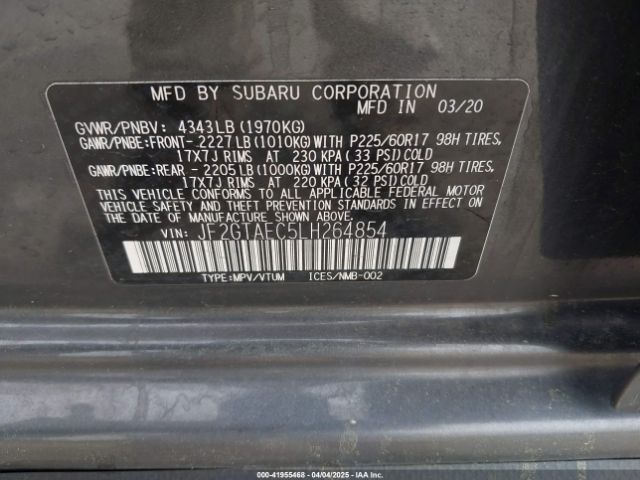 MFD BY SUBARU CORPORATION
MFD IN 03/20
GVWR/PNBV: 4343LB (1970KG)
GAWR/PNBE:FRONT-2227LB (1010KG)WITH P225/60R17 98H TIRES,
17X7J RIMS AT 230 KPA (33 PSI)COLD
GAWR/PNBE:REAR -2205LB (1000KG)WITH P225/60R17 98H TIRES,
17X7J RIMS AT 220 KPA (32 PSI)COLD
THIS VEHICLE CONFORMS TO ALL APPLICABLE FEDERAL MOTOR
VEHICLE SAFETY AND THEFT PREVENTION STANDARDS IN EFFECT
ON THE DATE OF MANUFACTURE SHOWN ABOVE.
VIN: JF2GTAEC5LH264854
TYPE:MPV/VTUM ICES/NMB-002
© IMAGE 41955468 04/04/2025 IAA Holdings, LLC